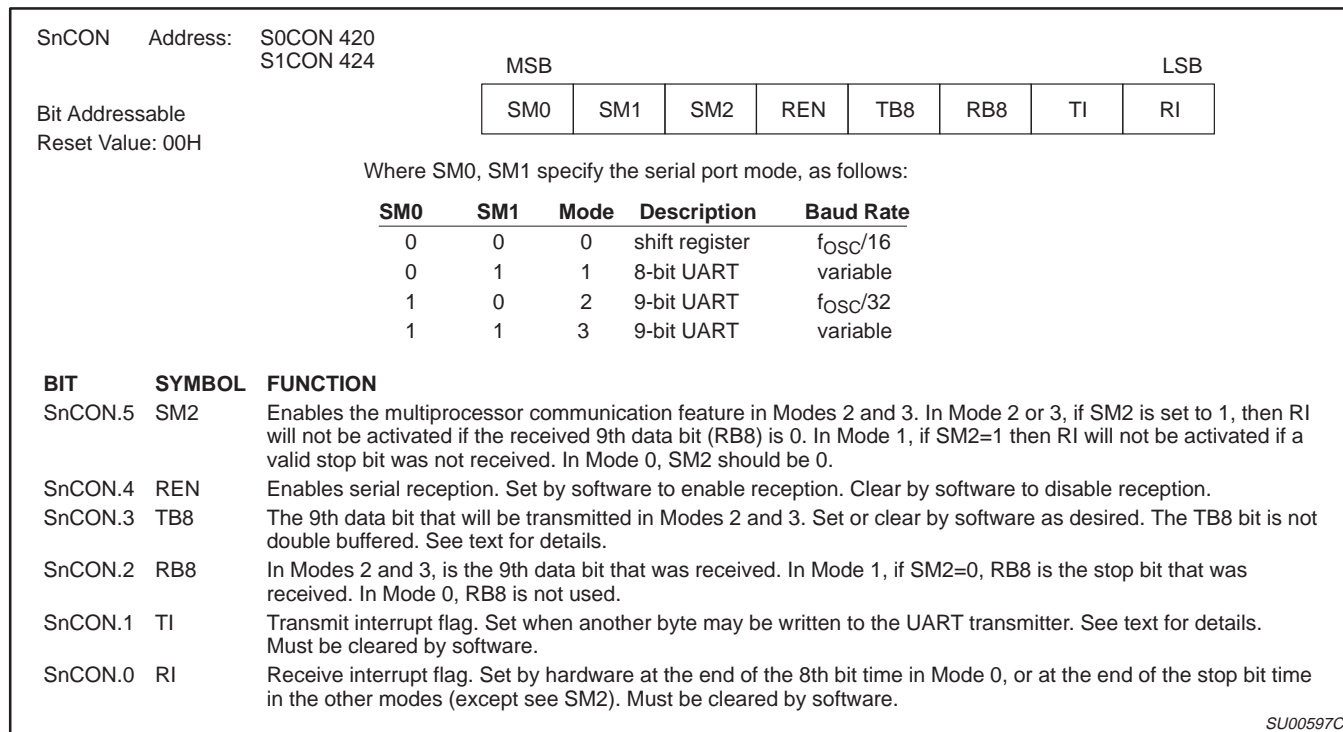 SnCON Address: S0CON 420
S1CON 424
MSB LSB
Bit Addressable
Reset Value: 00H
SM0 SM1 SM2 REN TB8 RB8 TI RI
Where SM0, SM1 specify the serial port mode, as follows:
SM0 SM1 Mode Description Baud Rate
0 0 0 shift register fOSC/16
0 1 1 8-bit UART variable
1 0 2 9-bit UART fOSC/32
1 1 3 9-bit UART variable
BIT SYMBOL FUNCTION
SnCON.5 SM2 Enables the multiprocessor communication feature in Modes 2 and 3. In Mode 2 or 3, if SM2 is set to 1, then RI
will not be activated if the received 9th data bit (RB8) is 0. In Mode 1, if SM2=1 then RI will not be activated if a
valid stop bit was not received. In Mode 0, SM2 should be 0.
SnCON.4 REN Enables serial reception. Set by software to enable reception. Clear by software to disable reception.
SnCON.3 TB8 The 9th data bit that will be transmitted in Modes 2 and 3. Set or clear by software as desired. The TB8 bit is not
double buffered. See text for details.
SnCON.2 RB8 In Modes 2 and 3, is the 9th data bit that was received. In Mode 1, if SM2=0, RB8 is the stop bit that was
received. In Mode 0, RB8 is not used.
SnCON.1 TI Transmit interrupt flag. Set when another byte may be written to the UART transmitter. See text for details.
Must be cleared by software.
SnCON.0 RI Receive interrupt flag. Set by hardware at the end of the 8th bit time in Mode 0, or at the end of the stop bit time
in the other modes (except see SM2). Must be cleared by software.
SU00597C